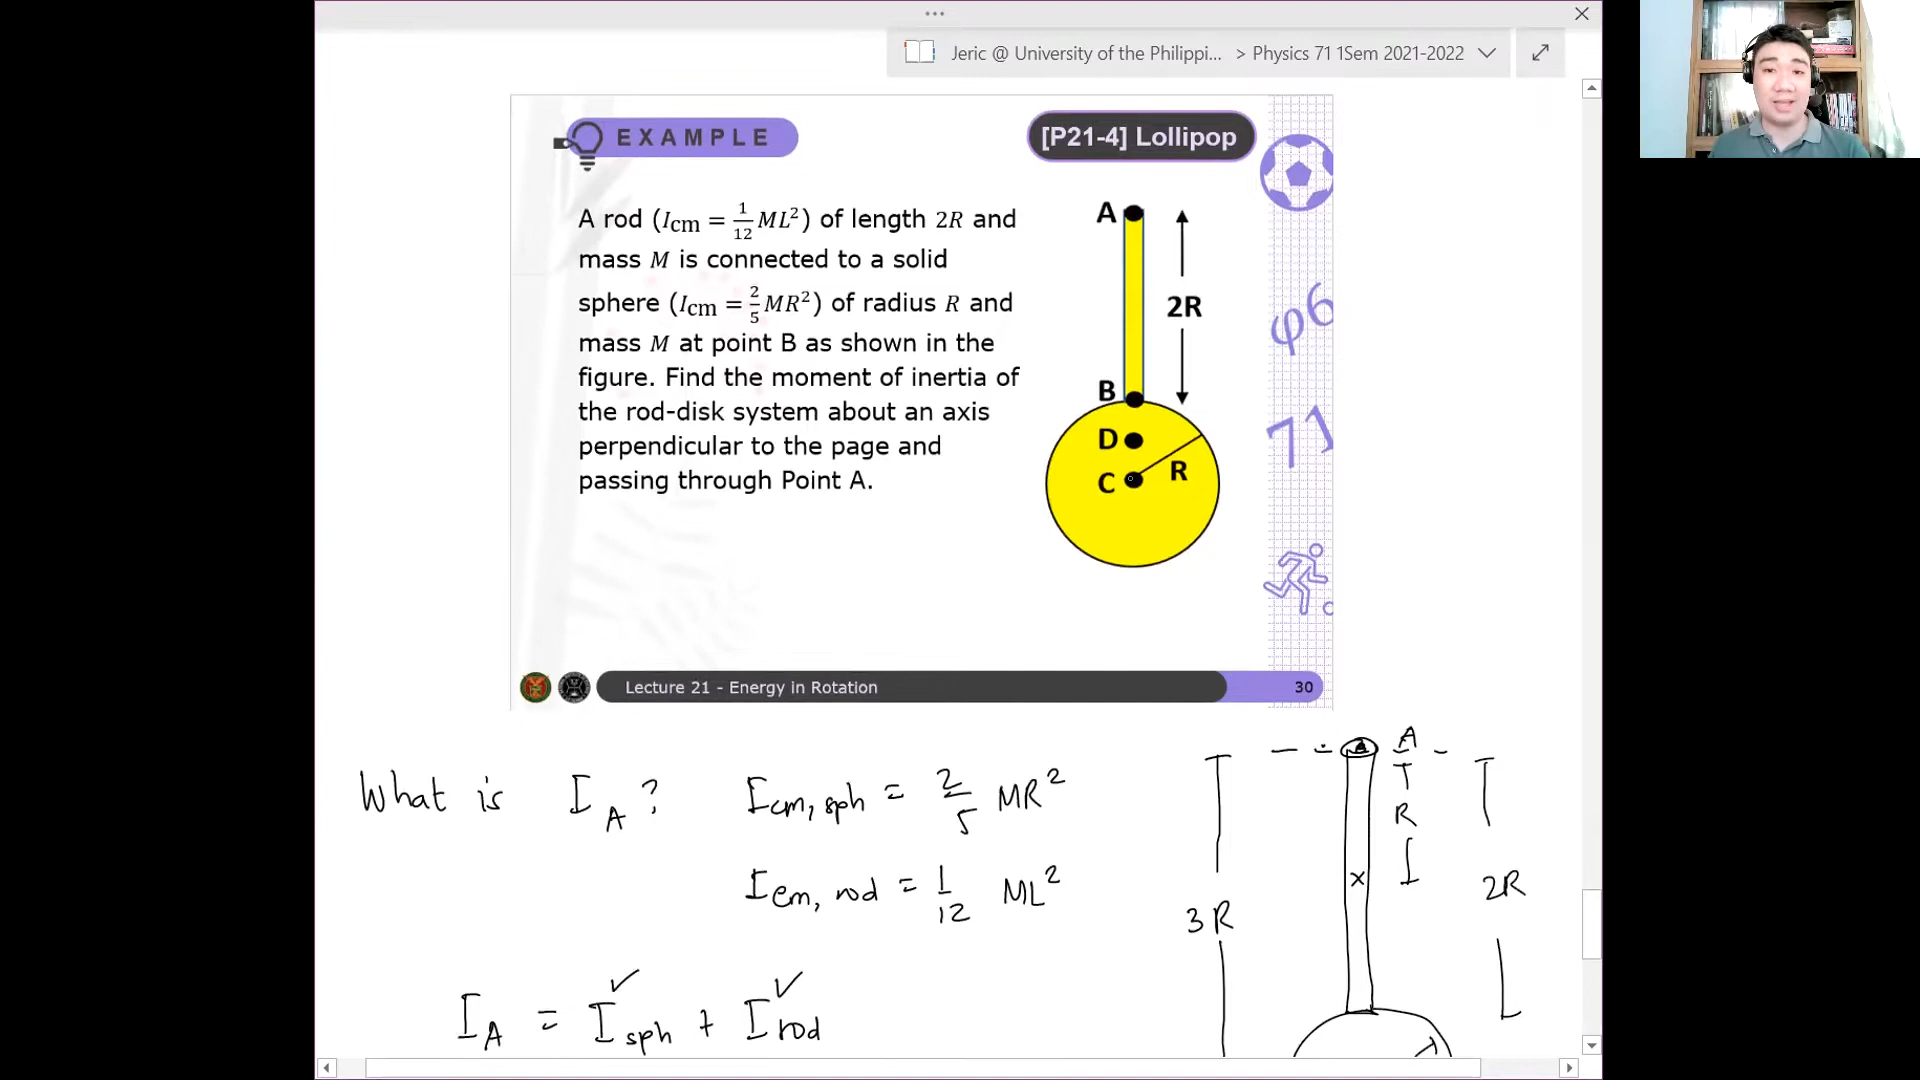 Jeric @ University of the Philippi... > Physics 71 1Sem 2021-2022
EXAMPLE
[P21-4] Lollipop
A rod (I_cm = 1/12 ML²) of length 2R and
mass M is connected to a solid
sphere (I_cm = 2/5 MR²) of radius R and
mass M at point B as shown in the
figure. Find the moment of inertia of
the rod-disk system about an axis
perpendicular to the page and
passing through Point A.
A
2R
B
D
C
R
φ6
71
Lecture 21 - Energy in Rotation
30
What is I_A? I_cm, sph = 2/5 MR²
I_cm, rod = 1/12 ML²
I_A = I_sph + I_rod
A
R
2R
3R